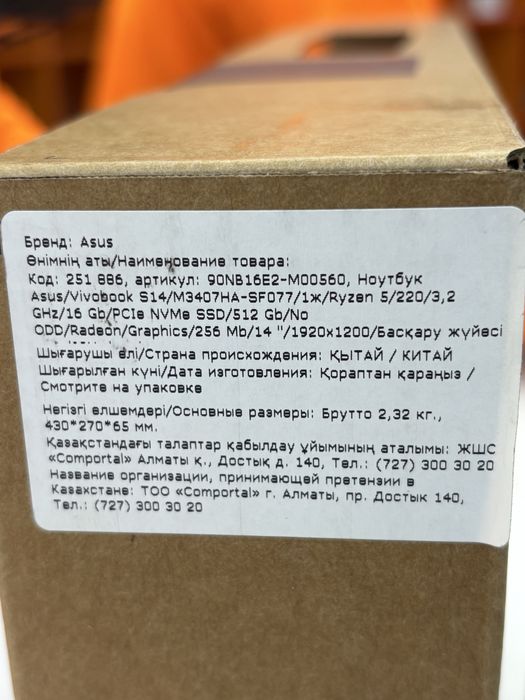 Бренд: Asus
Өнімнің аты/Наименование товара:
Код: 251 886, артикул: 90NB16E2-M00560, Ноутбук
Asus/Vivobook S14/M3407HA-SF077/1ж/Ryzen 5/220/3,2
GHz/16 Gb/PCIe NVMe SSD/512 Gb/No
ODD/Radeon/Graphics/256 Mb/14 "/1920x1200/Басқару жүйесі
Шығарушы елі/Страна происхождения: ҚЫТАЙ / КИТАЙ
Шығарылған күні/Дата изготовления: Қораптан қараңыз /
Смотрите на упаковке
Негізгі өлшемдері/Основные размеры: Брутто 2,32 кг.,
430*270*65 мм.
Қазақстандағы талаптар қабылдау ұйымының аталымы: ЖШС
«Comportal» Алматы қ., Достық д. 140, Тел.: (727) 300 30 20
Название организации, принимающей претензии в
Казахстане: ТОО «Comportal» г. Алматы, пр. Достык 140,
Тел.: (727) 300 30 20